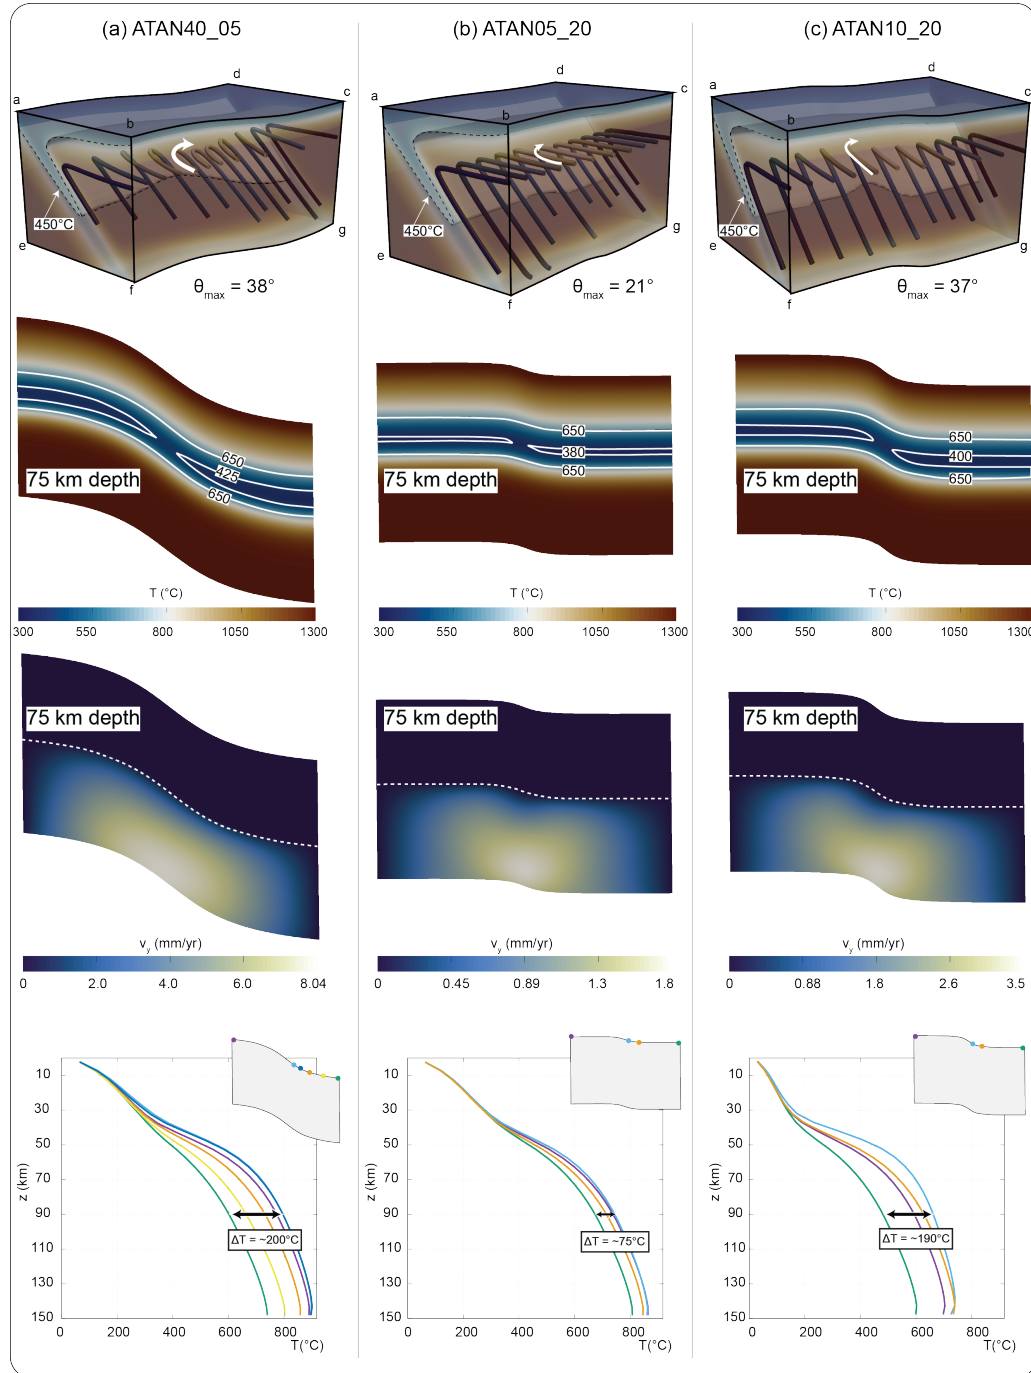 (a) ATAN40_05
(b) ATAN05_20
(c) ATAN10_20
a
b
c
d
e
f
g
450°C
θmax = 38°
a
b
c
d
e
f
g
450°C
θmax = 21°
a
b
c
d
e
f
g
450°C
θmax = 37°
650
425
650
75 km depth
650
380
650
75 km depth
650
400
650
75 km depth
T (°C)
300 550 800 1050 1300
T (°C)
300 550 800 1050 1300
T (°C)
300 550 800 1050 1300
75 km depth
75 km depth
75 km depth
vy (mm/yr)
0 2.0 4.0 6.0 8.04
vy (mm/yr)
0 0.45 0.89 1.3 1.8
vy (mm/yr)
0 0.88 1.8 2.6 3.5
10
30
50
70
90
110
130
150
z (km)
ΔT = ~200°C
0 200 400 600 800
T(°C)
10
30
50
70
90
110
130
150
z (km)
ΔT = ~75°C
0 200 400 600 800
T(°C)
10
30
50
70
90
110
130
150
z (km)
ΔT = ~190°C
0 200 400 600 800
T(°C)